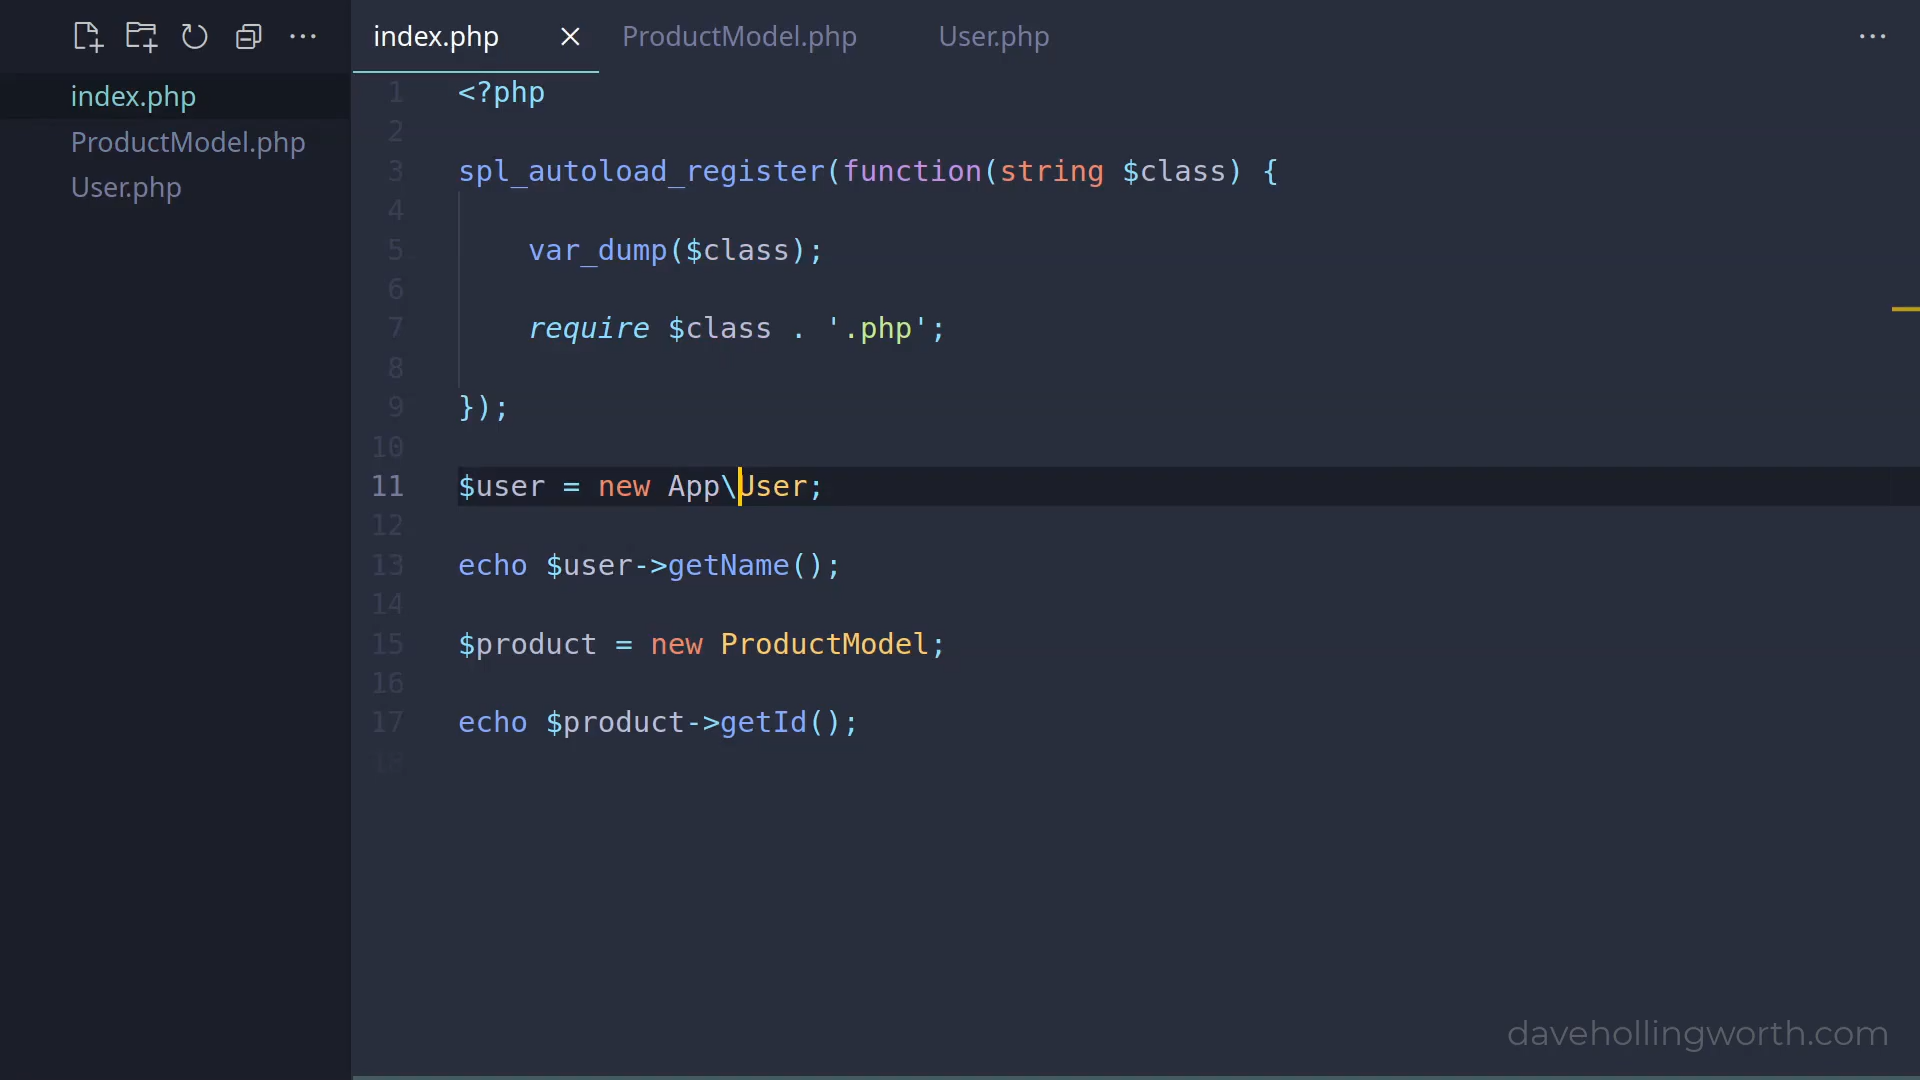 index.php
ProductModel.php
User.php
index.php
ProductModel.php
User.php
1 <?php
2
3 spl_autoload_register(function(string $class) {
4
5 var_dump($class);
6
7 require $class . '.php';
8
9 });
10
11 $user = new App\User;
12
13 echo $user->getName();
14
15 $product = new ProductModel;
16
17 echo $product->getId();
18
davehollingworth.com